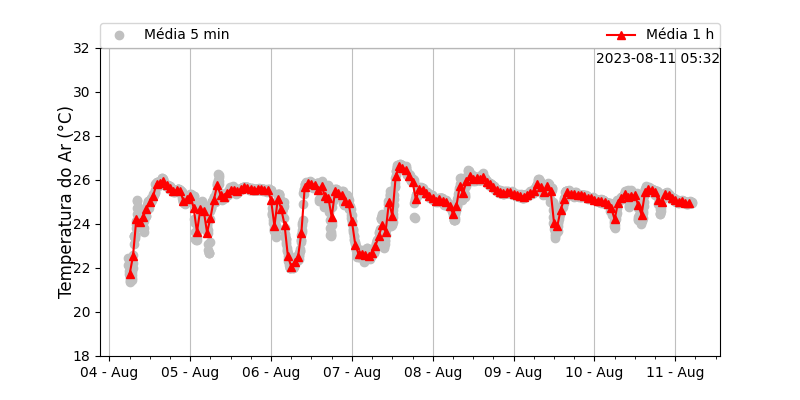 Média 5 min
Média 1 h
2023-08-11 05:32
Temperatura do Ar (°C)
32
30
28
26
24
22
20
18
04 - Aug
05 - Aug
06 - Aug
07 - Aug
08 - Aug
09 - Aug
10 - Aug
11 - Aug